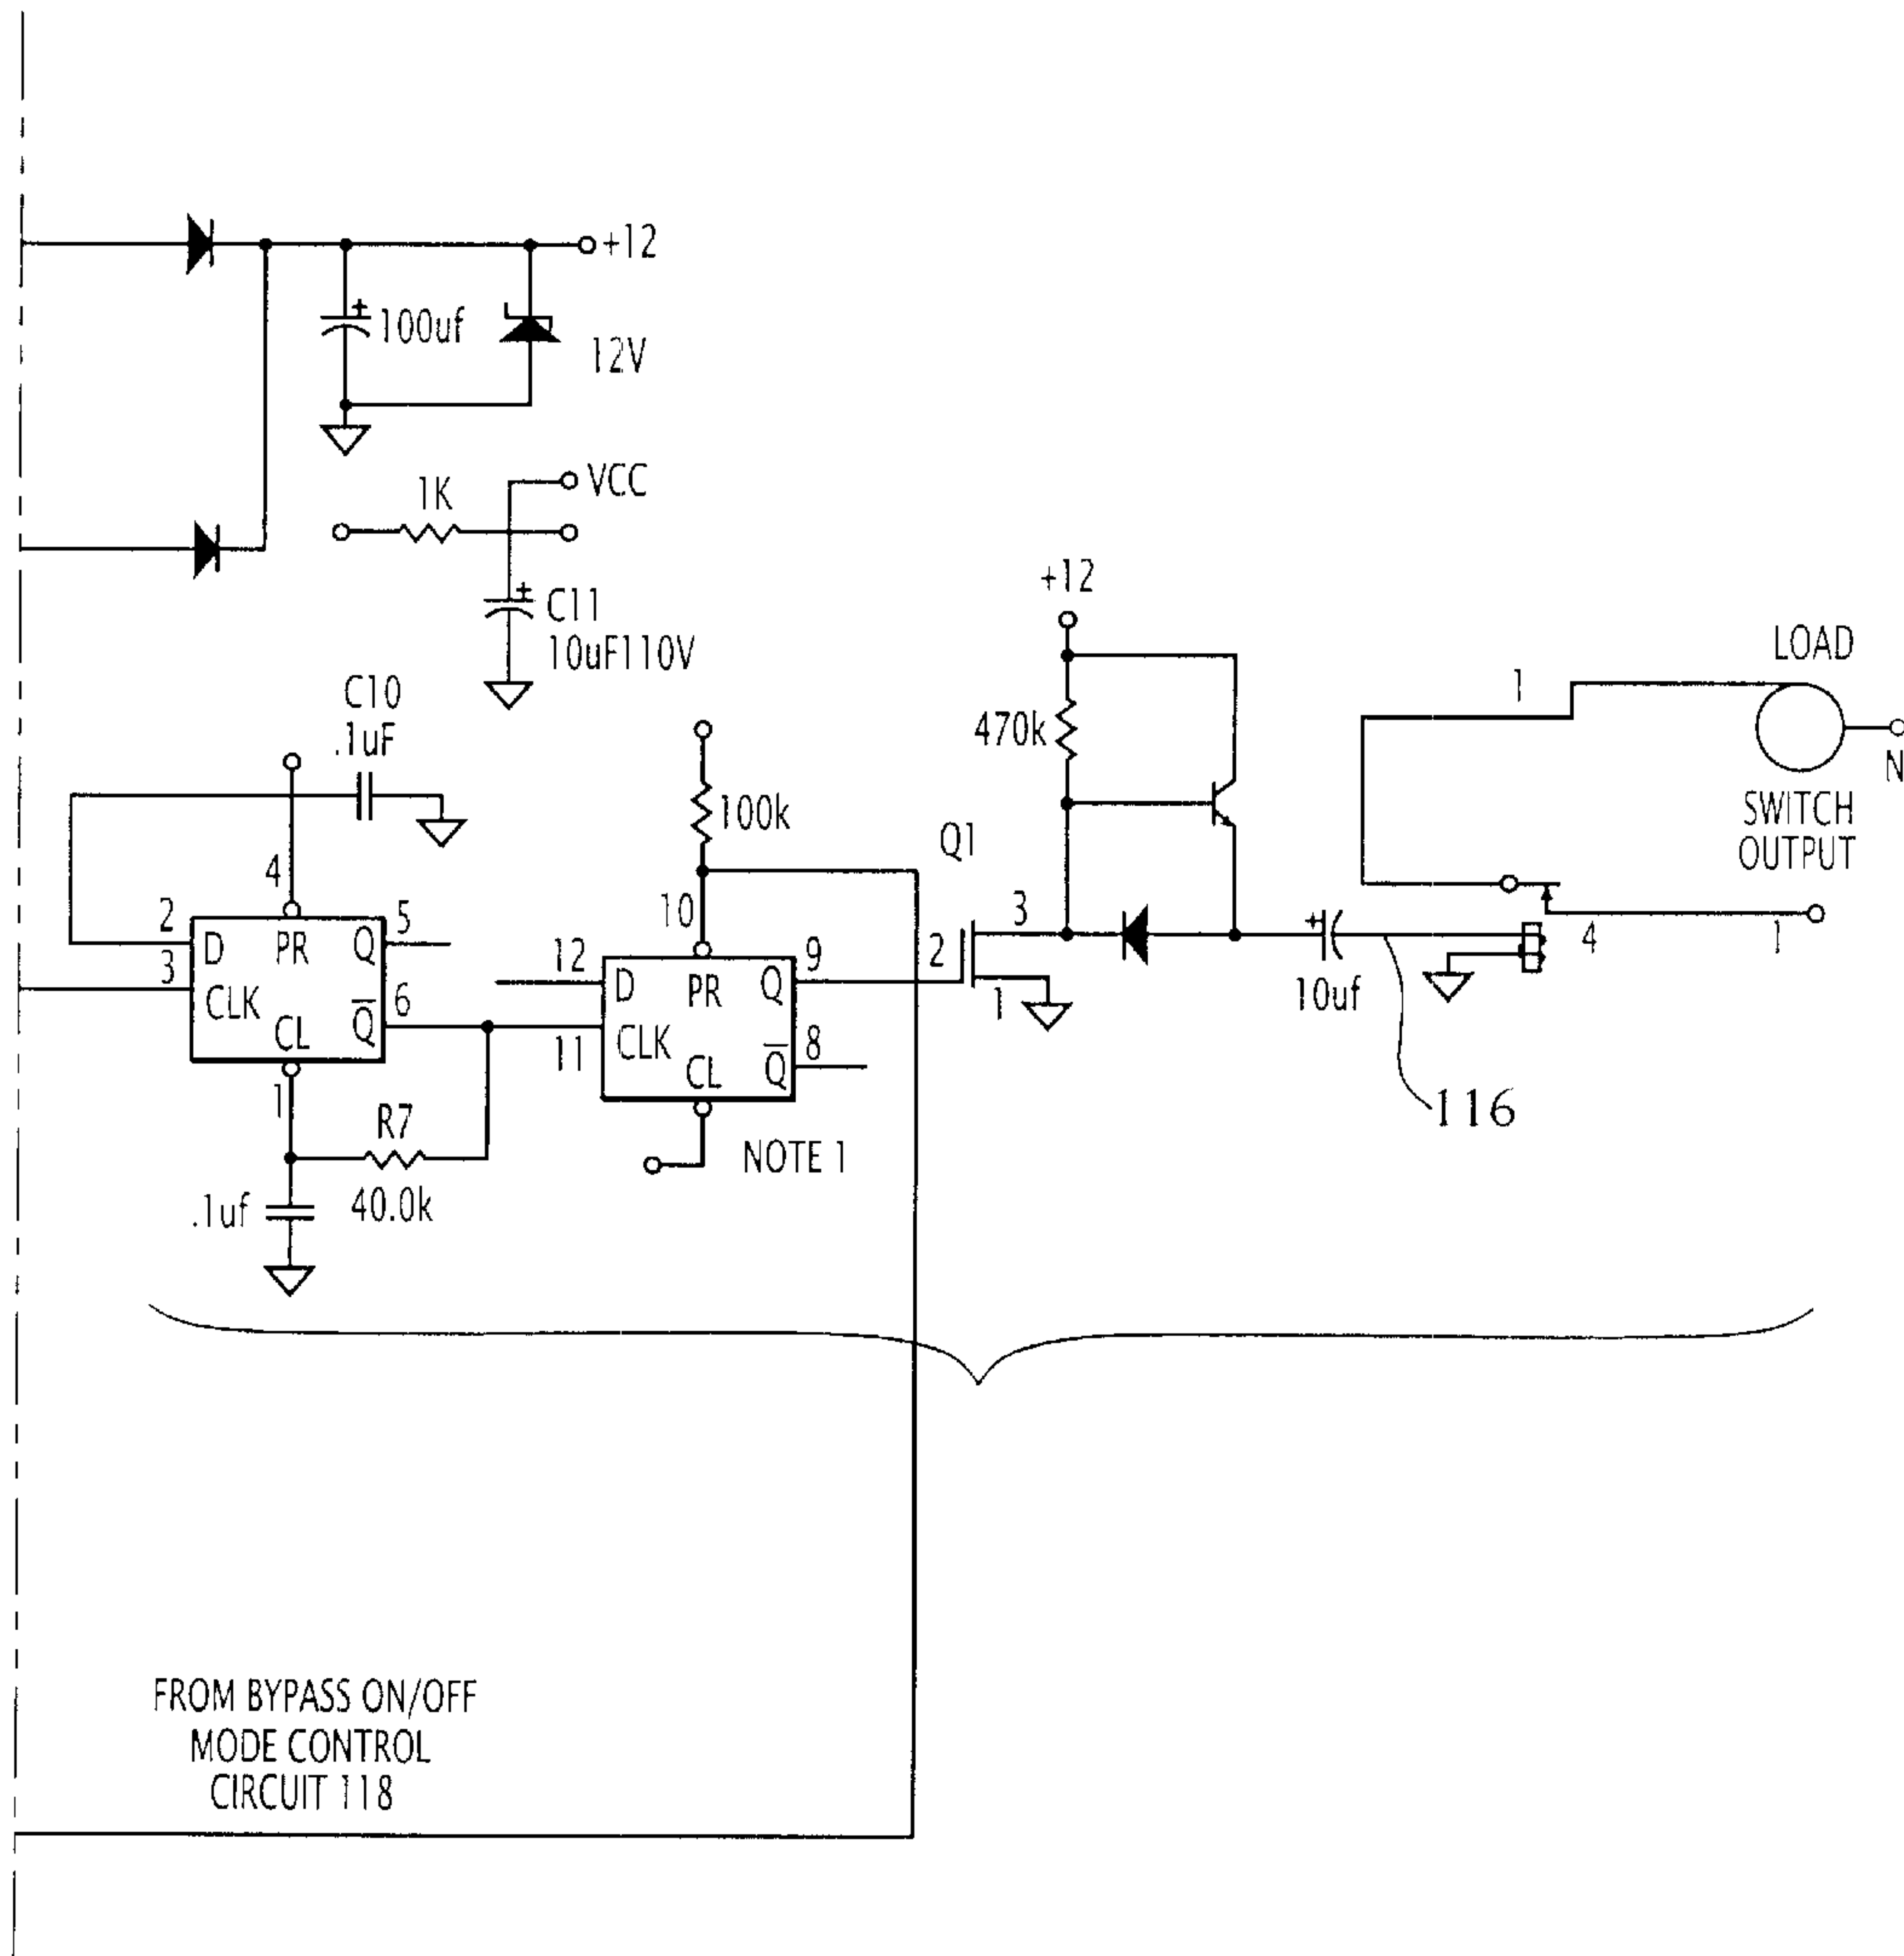 +12
100uf
+
12V
VCC
1K
+
C11
10uF110V
+12
LOAD
1
C10
.1uF
470k
N
100k
SWITCH
OUTPUT
Q1
4
10
3
2
5
D
PR
Q
3
CLK
6
Q̅
CL
1
12
9
D
PR
Q
2
11
CLK
8
CL
Q̅
1
+
10uf
4
1
116
R7
40.0k
NOTE 1
.1uf
FROM BYPASS ON/OFF
MODE CONTROL
CIRCUIT 118